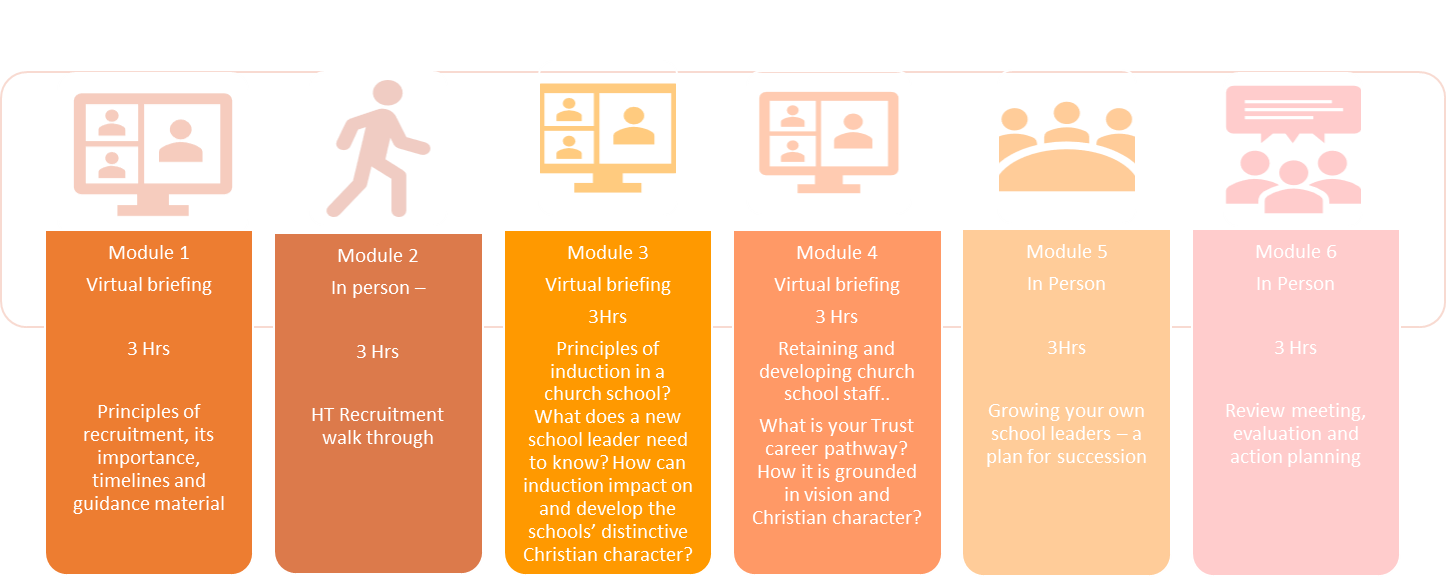 Module 1
Virtual briefing
3 Hrs
Principles of
recruitment, its
importance,
timelines and
guidance material
Module 2
In person –
3 Hrs
HT Recruitment
walk through
Module 3
Virtual briefing
3Hrs
Principles of
induction in a
church school?
What does a new
school leader need
to know? How can
induction impact on
and develop the
schools’ distinctive
Christian character?
Module 4
Virtual briefing
3 Hrs
Retaining and
developing church
school staff..
What is your Trust
career pathway?
How it is grounded
in vision and
Christian character?
Module 5
In Person
3Hrs
Growing your own
school leaders – a
plan for succession
Module 6
In Person
3 Hrs
Review meeting,
evaluation and
action planning